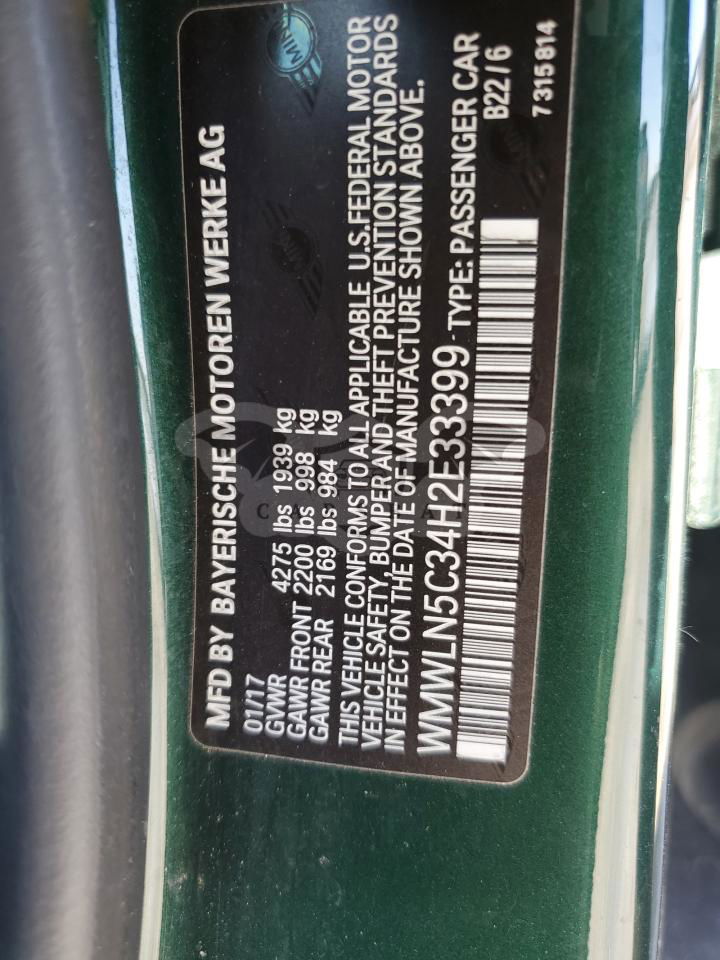 MINI
MFD BY BAYERISCHE MOTOREN WERKE AG
01/17
GVWR 4275 lbs 1939 kg
GAWR FRONT 2200 lbs 998 kg
GAWR REAR 2169 lbs 984 kg
THIS VEHICLE CONFORMS TO ALL APPLICABLE U.S.FEDERAL MOTOR
VEHICLE SAFETY, BUMPER AND THEFT PREVENTION STANDARDS
IN EFFECT ON THE DATE OF MANUFACTURE SHOWN ABOVE.
WMWLN5C34H2E33399 - TYPE: PASSENGER CAR
B22/6
7 315 814
MINI